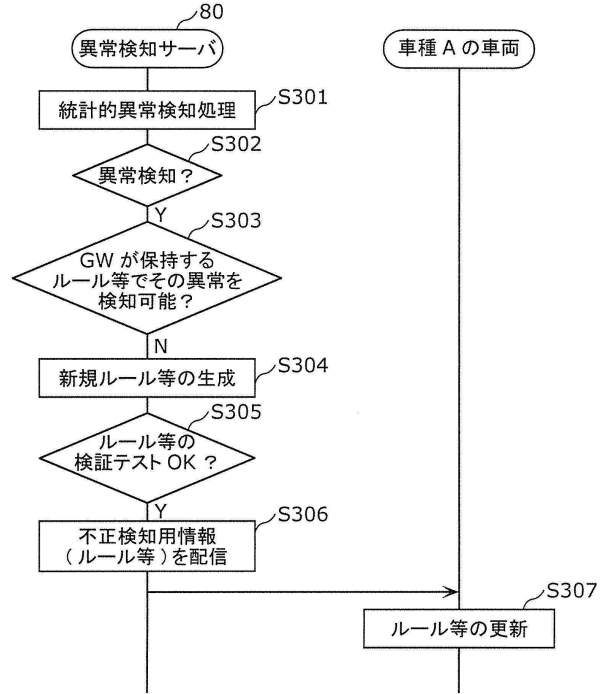 80
異常検知サーバ
車種Aの車両
統計的異常検知処理
S301
S302
異常検知?
Y
S303
GWが保持する
ルール等でその異常を
検知可能?
N
新規ルール等の生成
S304
S305
ルール等の
検証テストOK?
Y
不正検知用情報
(ルール等)を配信
S306
S307
ルール等の更新